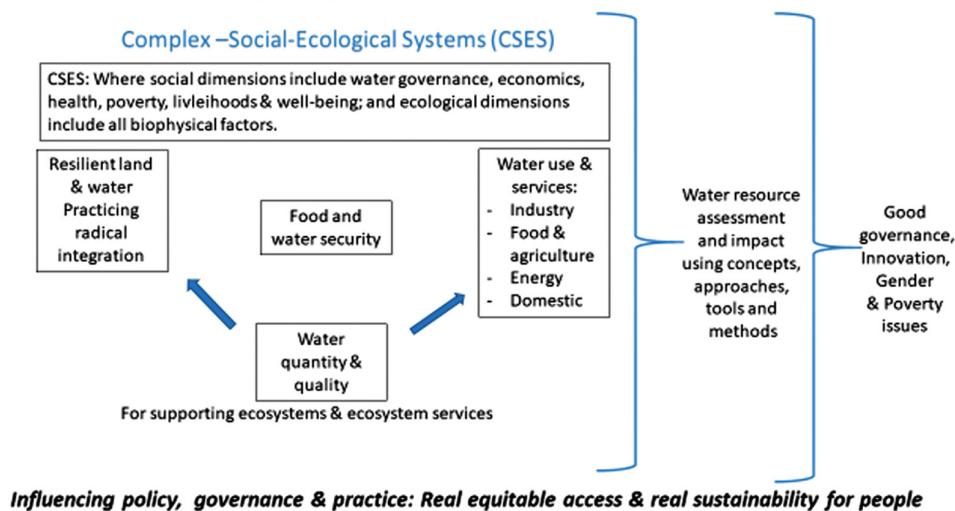 Complex –Social-Ecological Systems (CSES)
CSES: Where social dimensions include water governance, economics,
health, poverty, livleihoods & well-being; and ecological dimensions
include all biophysical factors.
Resilient land
& water
Practicing
radical
integration
Food and
water security
Water use &
services:
- Industry
- Food &
agriculture
- Energy
- Domestic
Water
quantity &
quality
For supporting ecosystems & ecosystem services
Water resource
assessment
and impact
using concepts,
approaches,
tools and
methods
Good
governance,
Innovation,
Gender
& Poverty
issues
Influencing policy, governance & practice: Real equitable access & real sustainability for people